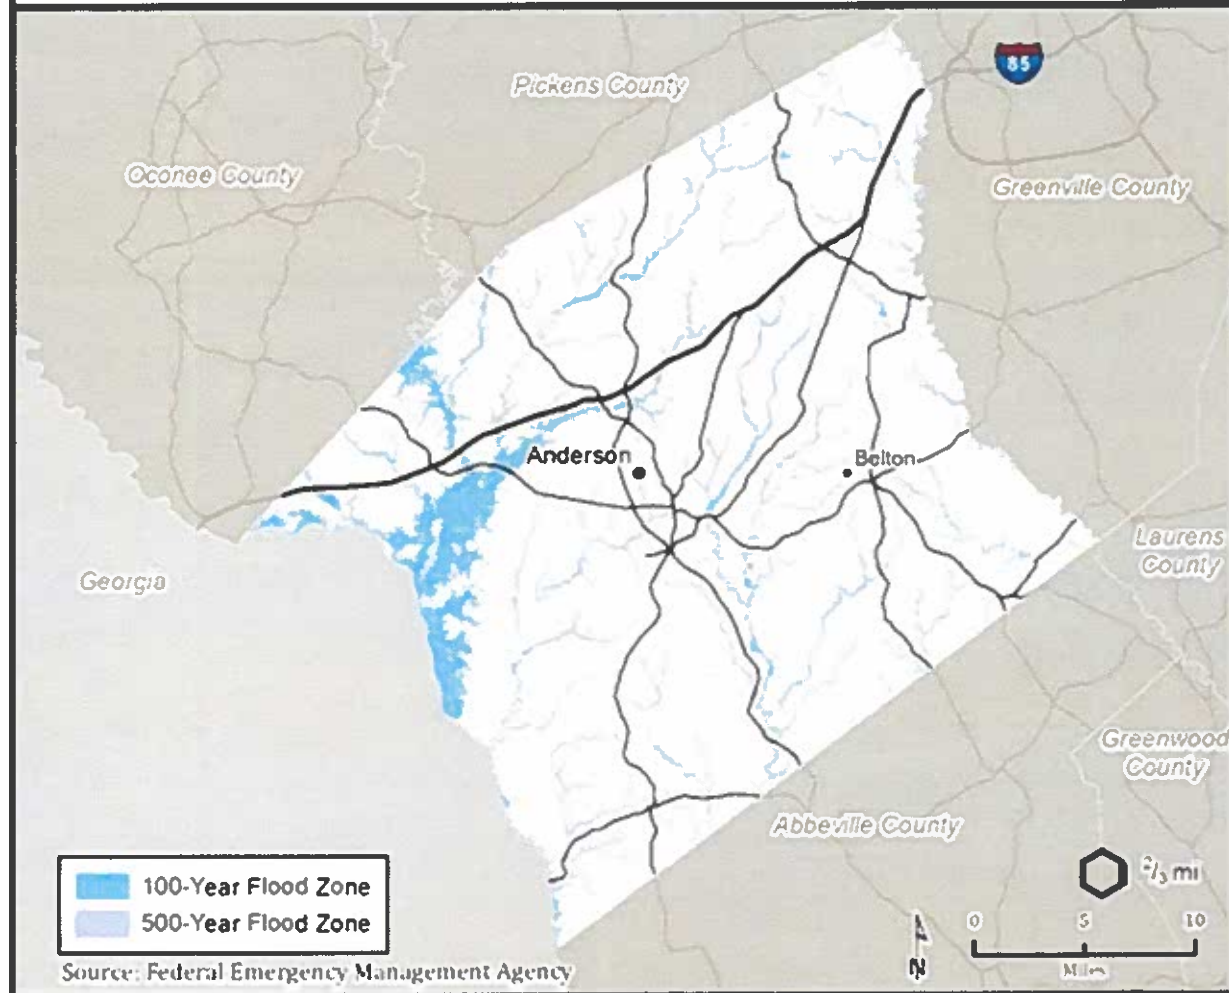 85
Pickens County
Oconee County
Greenville County
Anderson
Belton
Laurens
County
Georgia
Greenwood
County
Abbeville County
100-Year Flood Zone
500-Year Flood Zone
2/3 mi
0 5 10
Miles
N
Source: Federal Emergency Management Agency